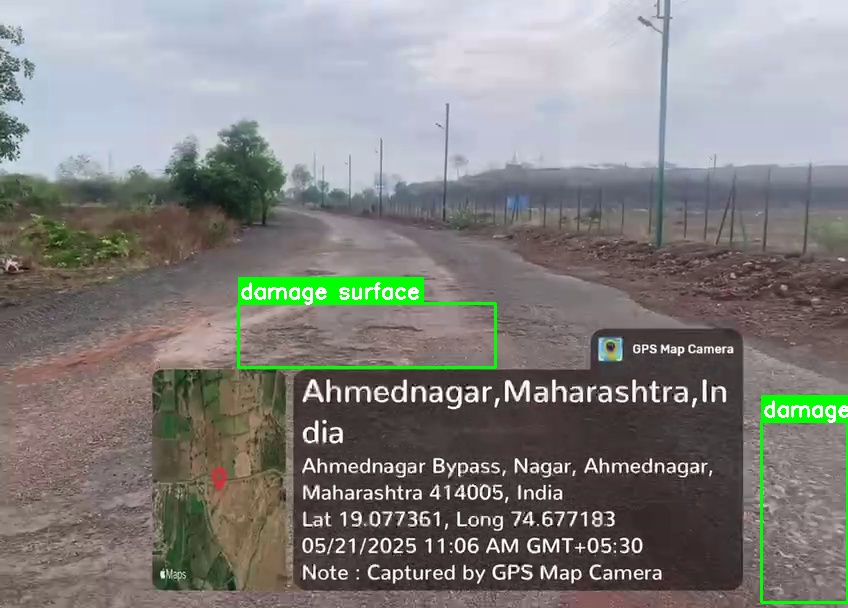 damage surface
GPS Map Camera
Ahmednagar,Maharashtra,In
dia
damage
Ahmednagar Bypass, Nagar, Ahmednagar,
Maharashtra 414005, India
Lat 19.077361, Long 74.677183
05/21/2025 11:06 AM GMT+05:30
Note : Captured by GPS Map Camera
Maps